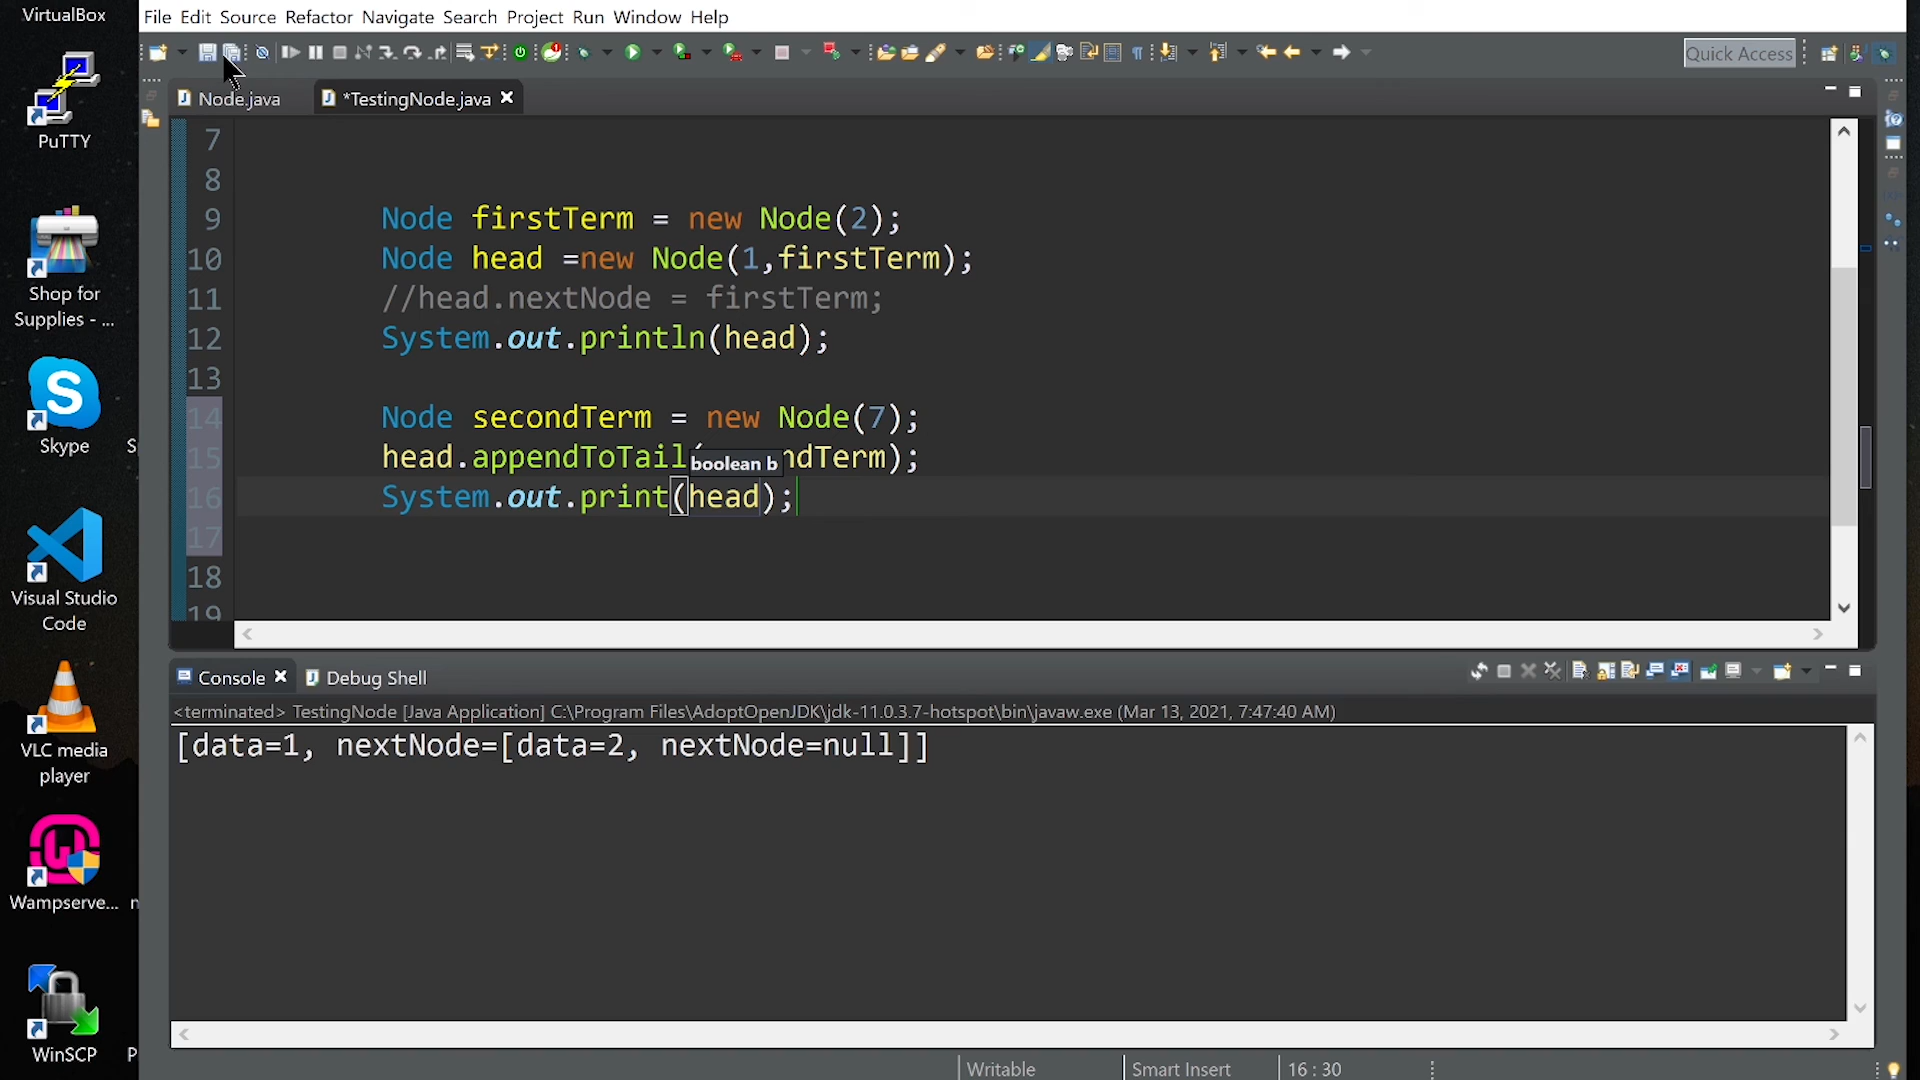 VirtualBox
File Edit Source Refactor Navigate Search Project Run Window Help
Quick Access
PuTTY
Node.java
*TestingNode.java
7
8
9 Node firstTerm = new Node(2);
10 Node head =new Node(1,firstTerm);
11 //head.nextNode = firstTerm;
12 System.out.println(head);
13
14 Node secondTerm = new Node(7);
15 head.appendToTail( ndTerm);
boolean b
16 System.out.print(head);
17
18
19
Shop for
Supplies - ...
Skype
S
Visual Studio
Code
Console
Debug Shell
<terminated> TestingNode [Java Application] C:\Program Files\AdoptOpenJDK\jdk-11.0.3.7-hotspot\bin\javaw.exe (Mar 13, 2021, 7:47:40 AM)
[data=1, nextNode=[data=2, nextNode=null]]
VLC media
player
Wampserve...
n
WinSCP
P
Writable
Smart Insert
16 : 30